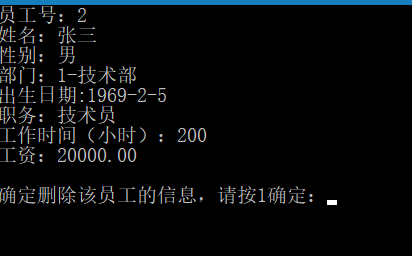 员工号：2
姓名：张三
性别：男
部门：1-技术部
出生日期:1969-2-5
职务：技术员
工作时间（小时）：200
工资：20000.00
确定删除该员工的信息，请按1确定：